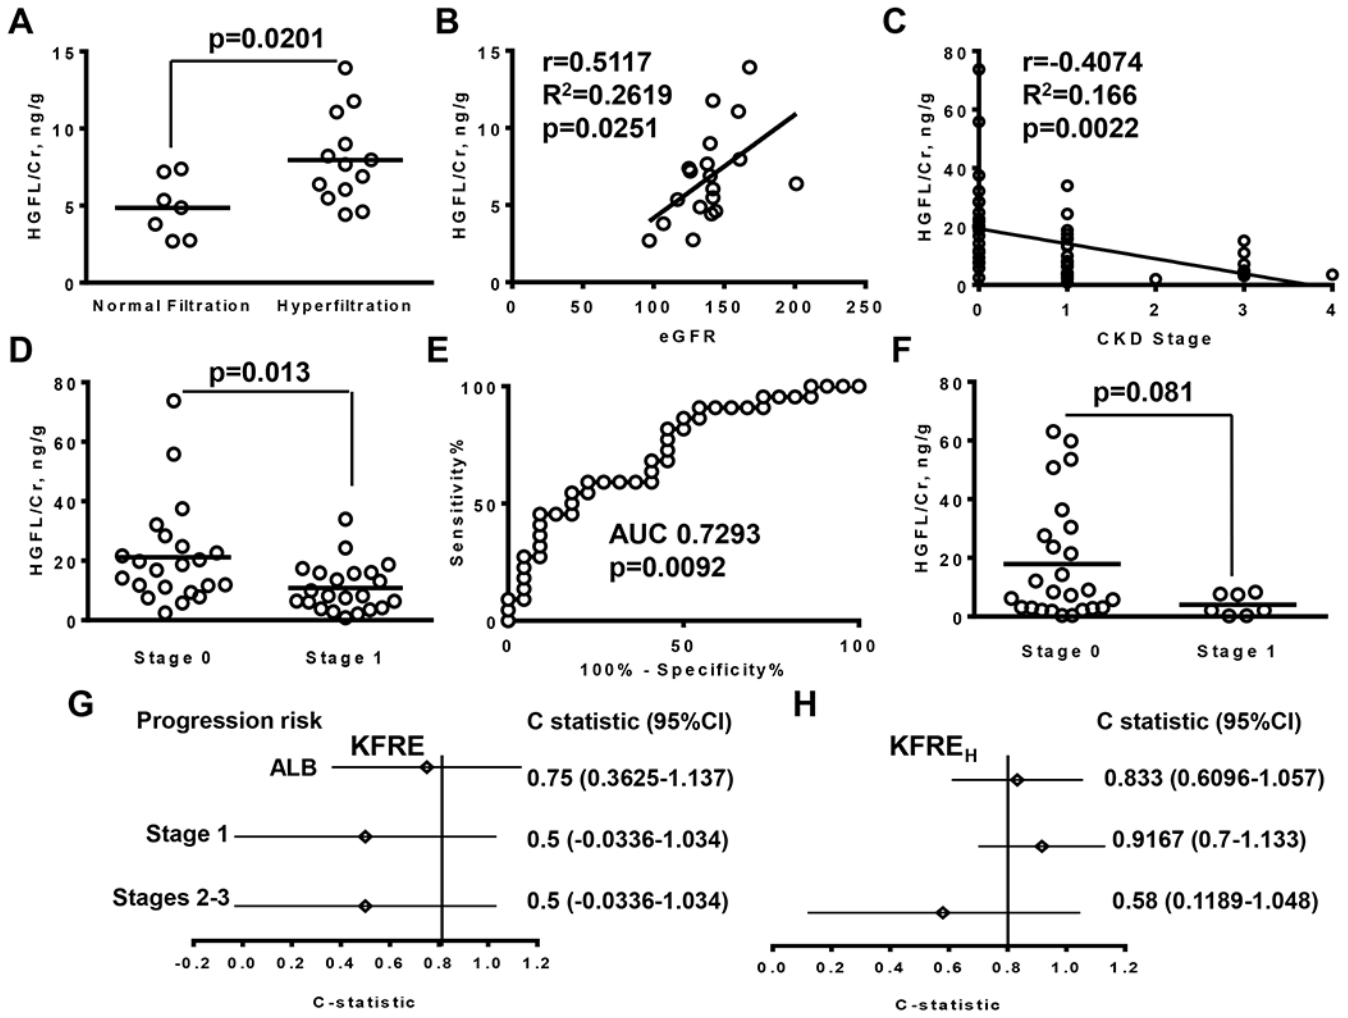 A
p=0.0201
HGFL/Cr, ng/g
15
10
5
0
Normal Filtration
Hyperfiltration
B
r=0.5117
R²=0.2619
p=0.0251
HGFL/Cr, ng/g
15
10
5
0
0 50 100 150 200 250
eGFR
C
r=-0.4074
R²=0.166
p=0.0022
HGFL/Cr, ng/g
80
60
40
20
0
0 1 2 3 4
CKD Stage
D
p=0.013
HGFL/Cr, ng/g
80
60
40
20
0
Stage 0
Stage 1
E
Sensitivity%
100
50
0
AUC 0.7293
p=0.0092
0 50 100
100% - Specificity%
F
p=0.081
HGFL/Cr, ng/g
80
60
40
20
0
Stage 0
Stage 1
G
Progression risk
C statistic (95%CI)
KFRE
ALB
0.75 (0.3625-1.137)
Stage 1
0.5 (-0.0336-1.034)
Stages 2-3
0.5 (-0.0336-1.034)
-0.2 0.0 0.2 0.4 0.6 0.8 1.0 1.2
C-statistic
H
C statistic (95%CI)
KFREH
0.833 (0.6096-1.057)
0.9167 (0.7-1.133)
0.58 (0.1189-1.048)
0.0 0.2 0.4 0.6 0.8 1.0 1.2
C-statistic